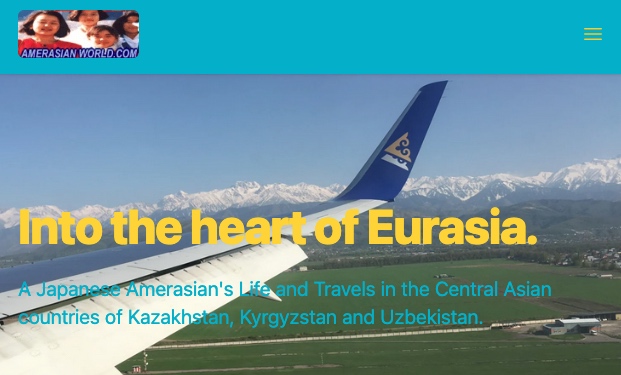 AMERASIAN WORLD.COM
Into the heart of Eurasia.
A Japanese Amerasian's Life and Travels in the Central Asian
countries of Kazakhstan, Kyrgyzstan and Uzbekistan.